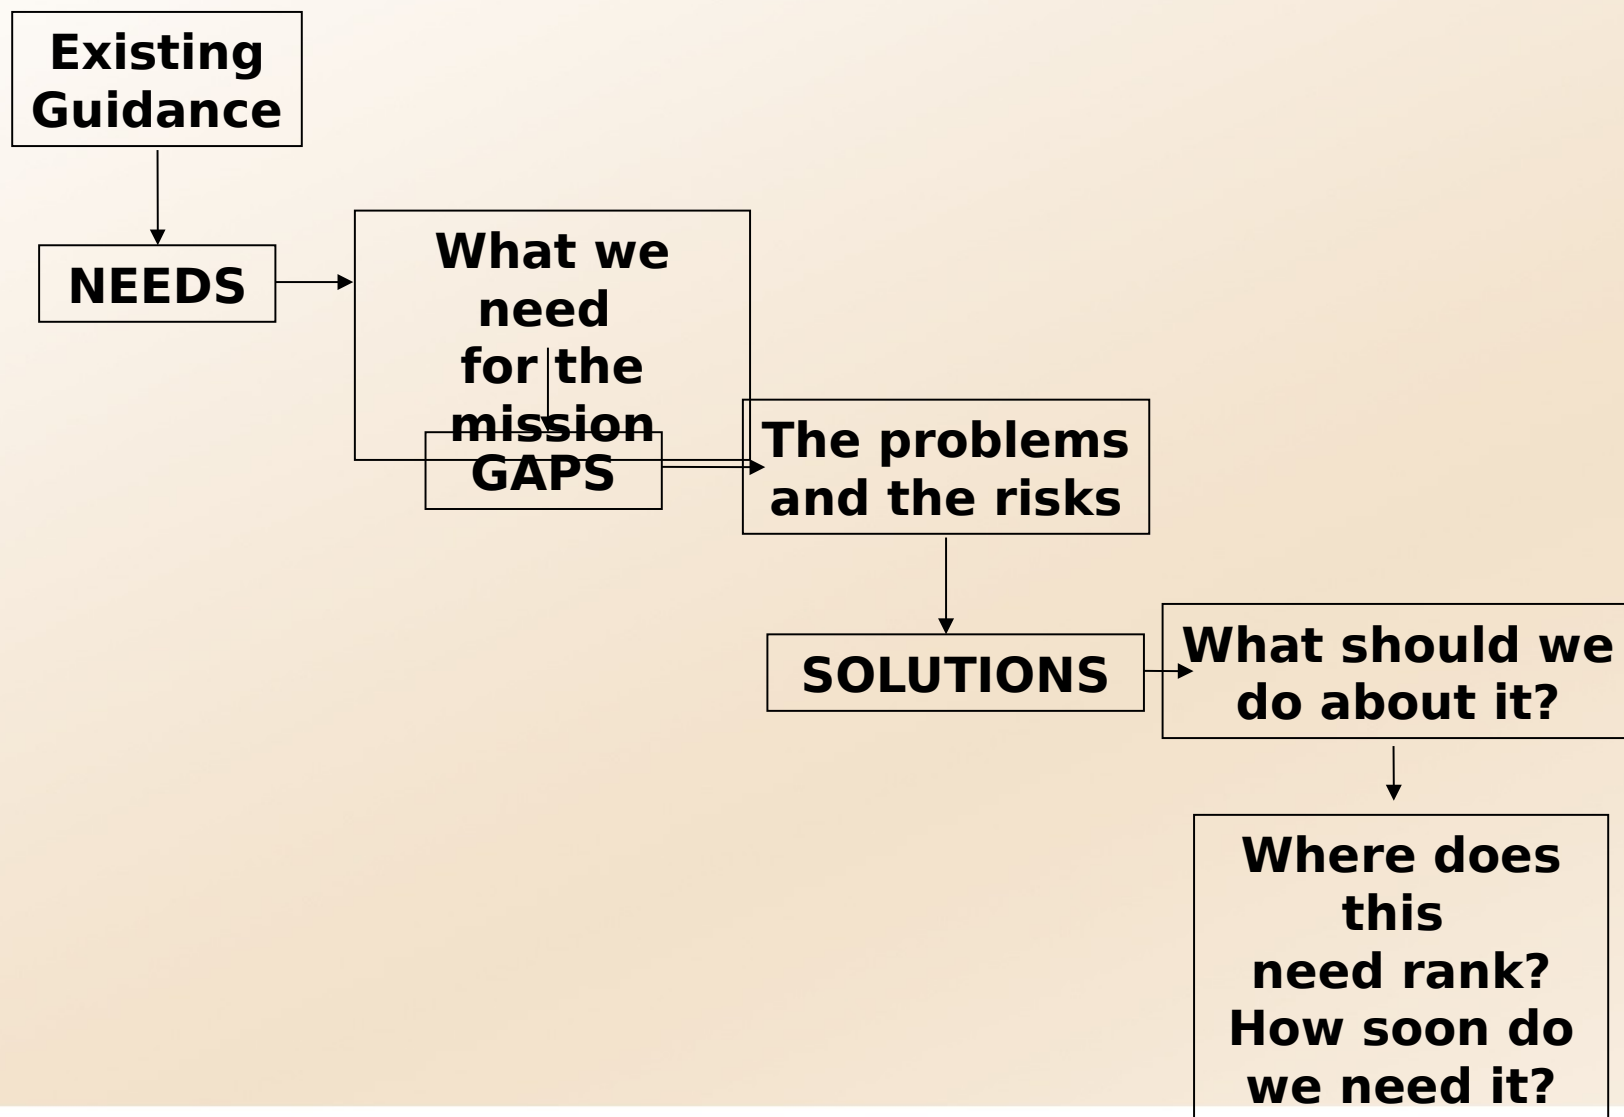 Existing
Guidance
NEEDS
What we
need
for the
mission
GAPS
The problems
and the risks
SOLUTIONS
What should we
do about it?
Where does
this
need rank?
How soon do
we need it?